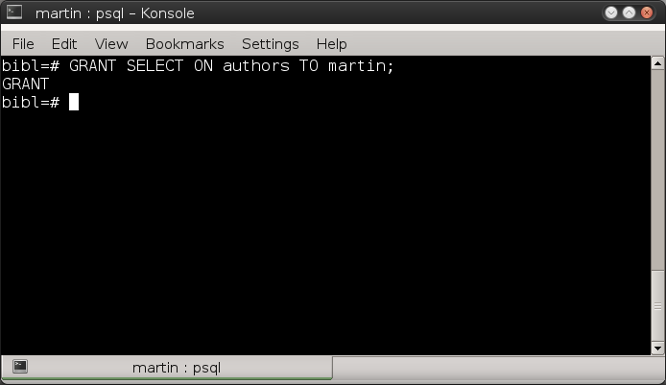 martin : psql – Konsole
File Edit View Bookmarks Settings Help
bibl=# GRANT SELECT ON authors TO martin;
GRANT
bibl=#
martin : psql